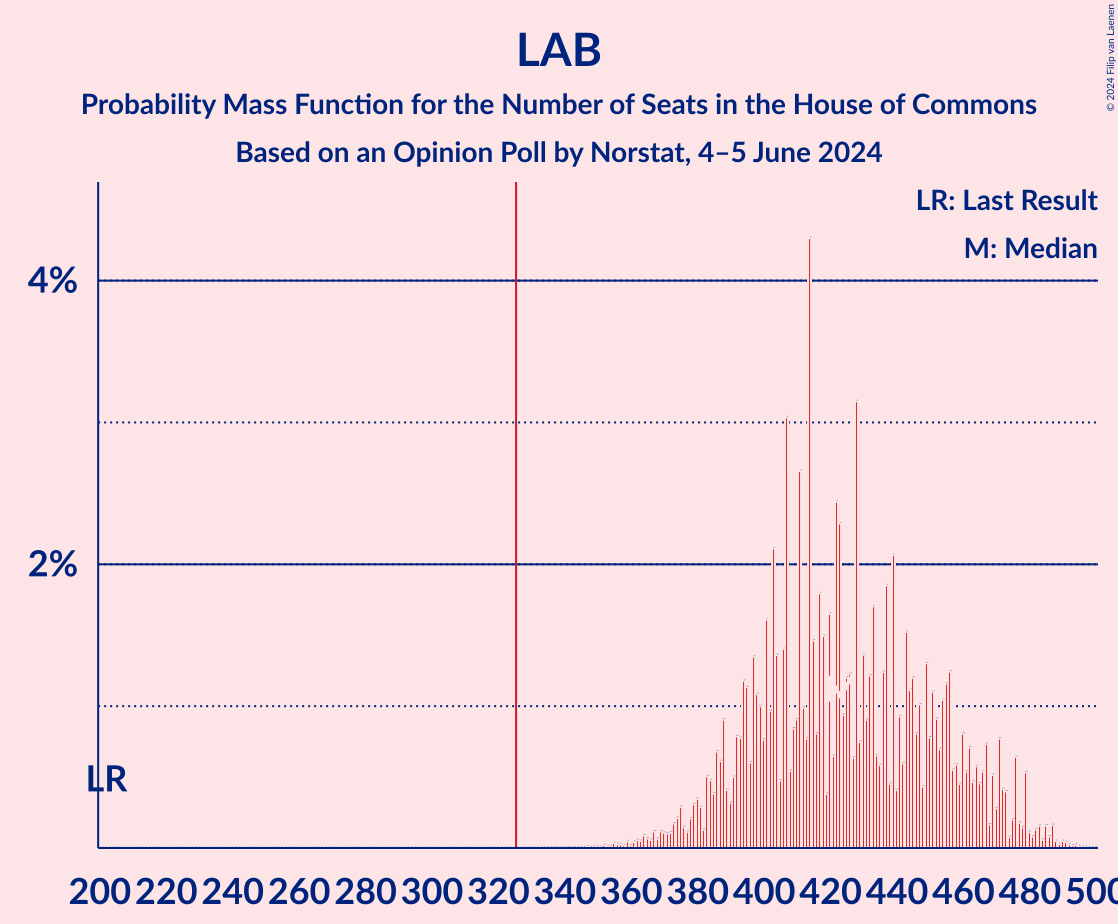 LAB
Probability Mass Function for the Number of Seats in the House of Commons
Based on an Opinion Poll by Norstat, 4–5 June 2024
© 2024 Filip van Laenen
LR: Last Result
M: Median
4%
2%
LR
M
200 220 240 260 280 300 320 340 360 380 400 420 440 460 480 500